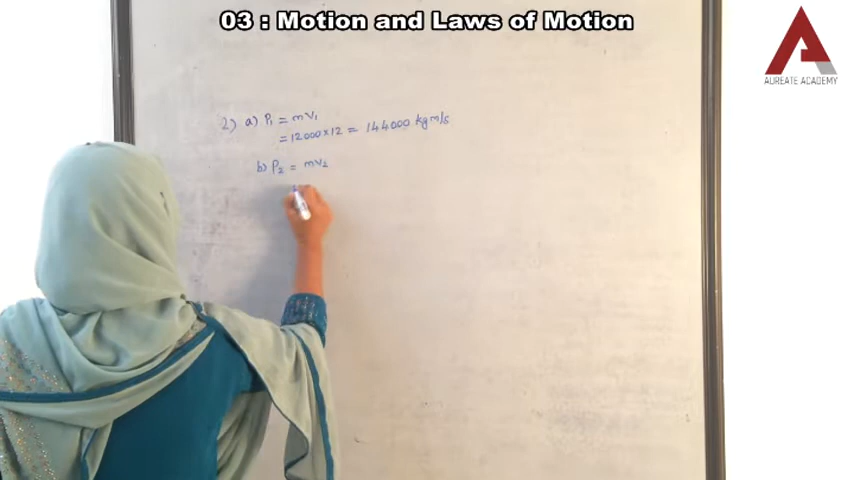 03 : Motion and Laws of Motion
AUREATE ACADEMY
2) a) P₁ = mV₁
= 12000 × 12 = 144000 kg m/s
b) P₂ = mV₂